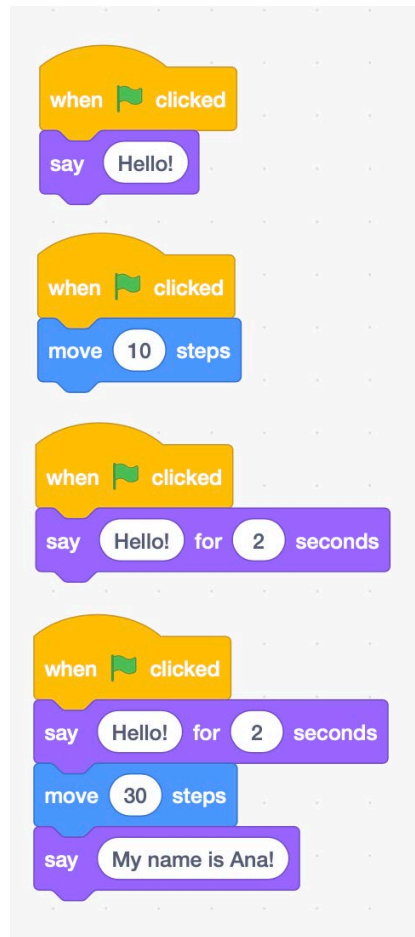 when clicked
say Hello!
when clicked
move 10 steps
when clicked
say Hello! for 2 seconds
when clicked
say Hello! for 2 seconds
move 30 steps
say My name is Ana!